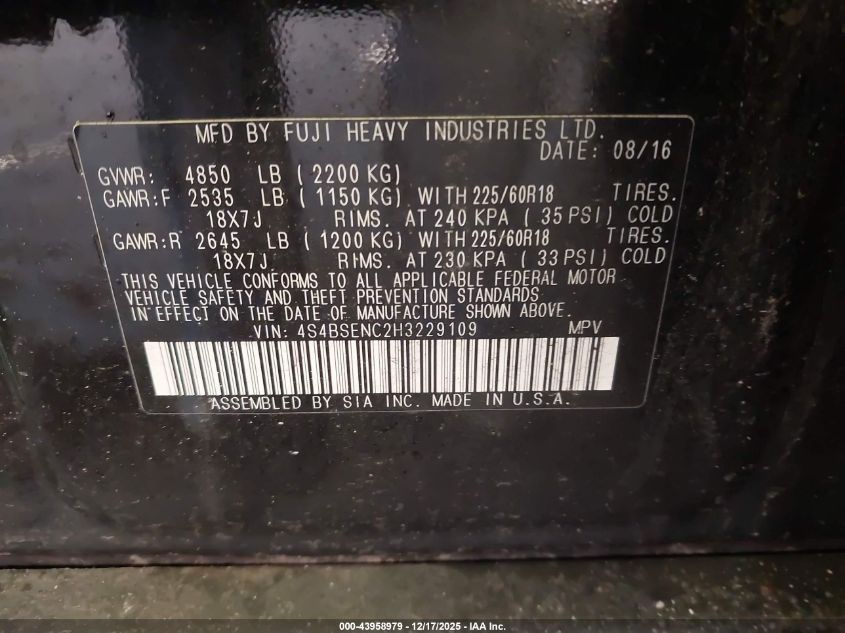 MFD BY FUJI HEAVY INDUSTRIES LTD.
DATE: 08/16
GVWR: 4850 LB (2200 KG)
GAWR:F 2535 LB (1150 KG) WITH 225/60R18 TIRES.
18X7J RIMS. AT 240 KPA (35 PSI) COLD
GAWR:R 2645 LB (1200 KG) WITH 225/60R18 TIRES.
18X7J RIMS. AT 230 KPA (33 PSI) COLD
THIS VEHICLE CONFORMS TO ALL APPLICABLE FEDERAL MOTOR
VEHICLE SAFETY AND THEFT PREVENTION STANDARDS
IN EFFECT ON THE DATE OF MANUFACTURE SHOWN ABOVE.
VIN: 4S4BSENC2H3229109 MPV
ASSEMBLED BY SIA INC. MADE IN U.S.A.
000-43958979 - 12/17/2025 - IAA Inc.